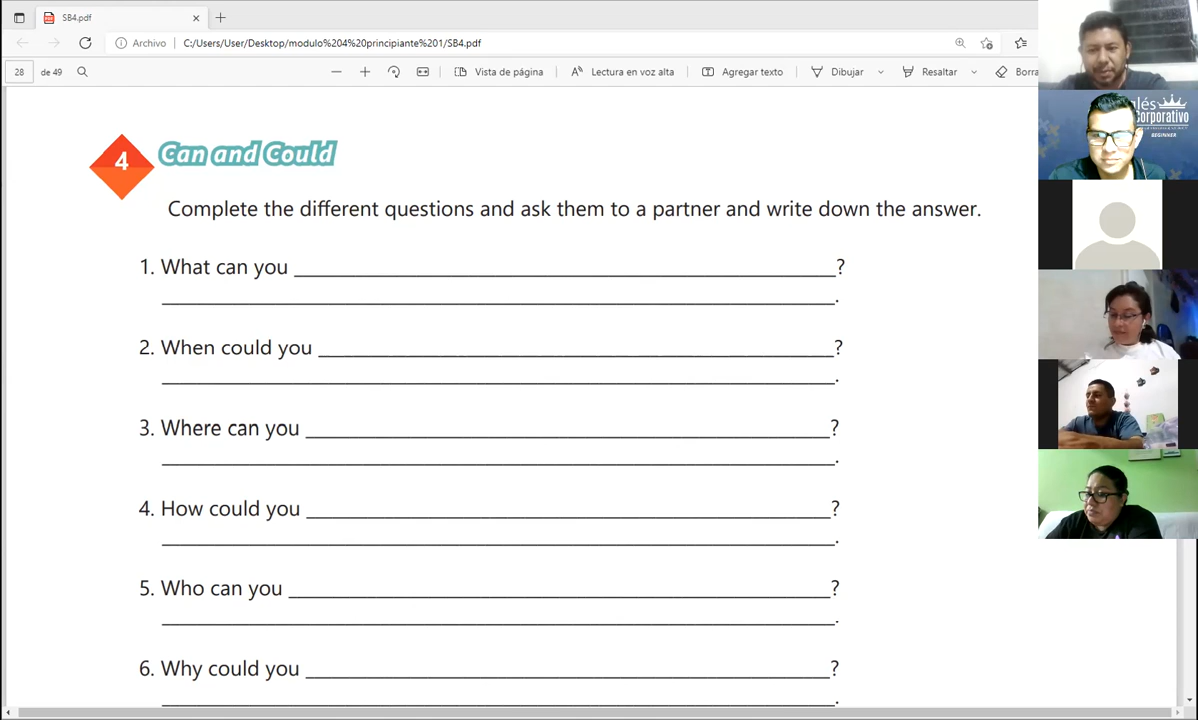 SB4.pdf
Archivo C:/Users/User/Desktop/modulo%204%20principiante%201/SB4.pdf
28 de 49 Vista de página Lectura en voz alta Agregar texto Dibujar Resaltar Borra
4 Can and Could
Complete the different questions and ask them to a partner and write down the answer.
1. What can you ?
.
2. When could you ?
.
3. Where can you ?
.
4. How could you ?
.
5. Who can you ?
.
6. Why could you ?
.
lés
Corporativo
BEGINNER